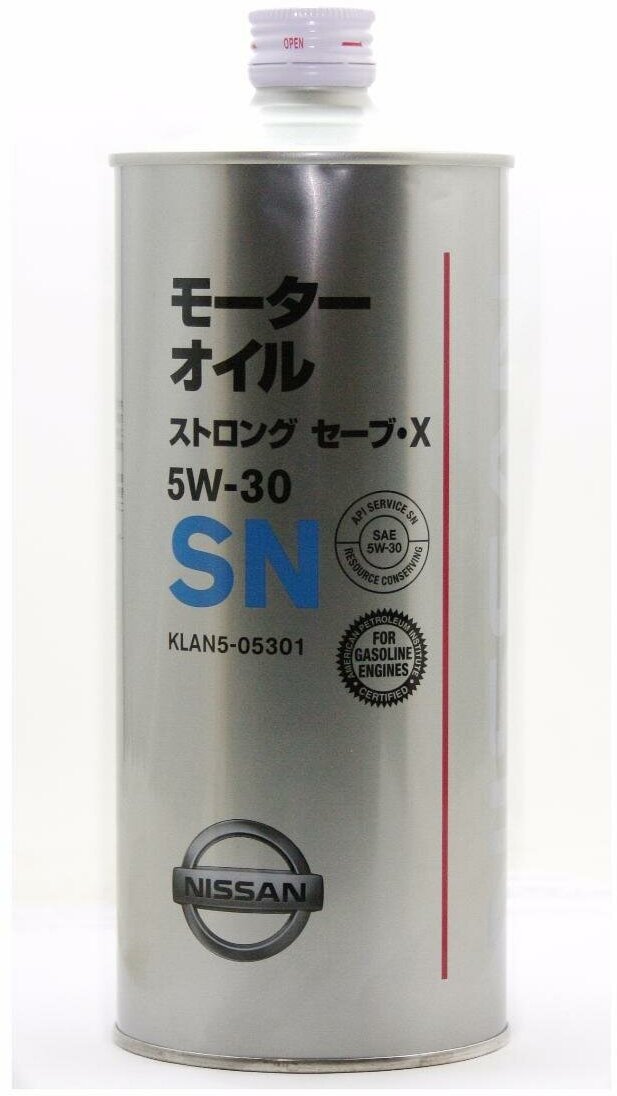 OPEN
モーター
オイル
ストロング セーブ・X
5W-30
SN
API SERVICE SN
SAE
5W-30
RESOURCE CONSERVING
KLAN5-05301
AMERICAN PETROLEUM INSTITUTE
FOR
GASOLINE
ENGINES
CERTIFIED
NISSAN